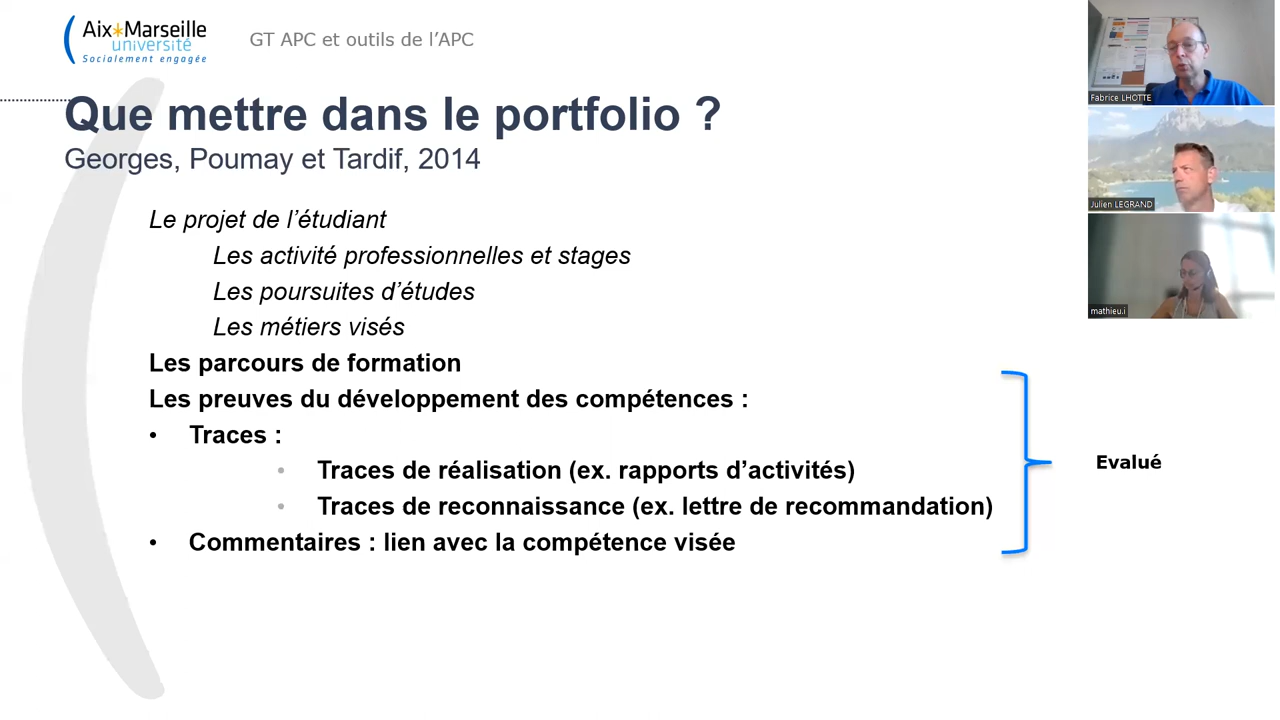 Aix*Marseille
université
Socialement engagée
GT APC et outils de l'APC
Que mettre dans le portfolio ?
Georges, Poumay et Tardif, 2014
Le projet de l'étudiant
Les activité professionnelles et stages
Les poursuites d'études
Les métiers visés
Les parcours de formation
Les preuves du développement des compétences :
• Traces :
• Traces de réalisation (ex. rapports d'activités)
• Traces de reconnaissance (ex. lettre de recommandation)
• Commentaires : lien avec la compétence visée
Evalué
Fabrice LHOTTE
Julien LEGRAND
mathieu.i